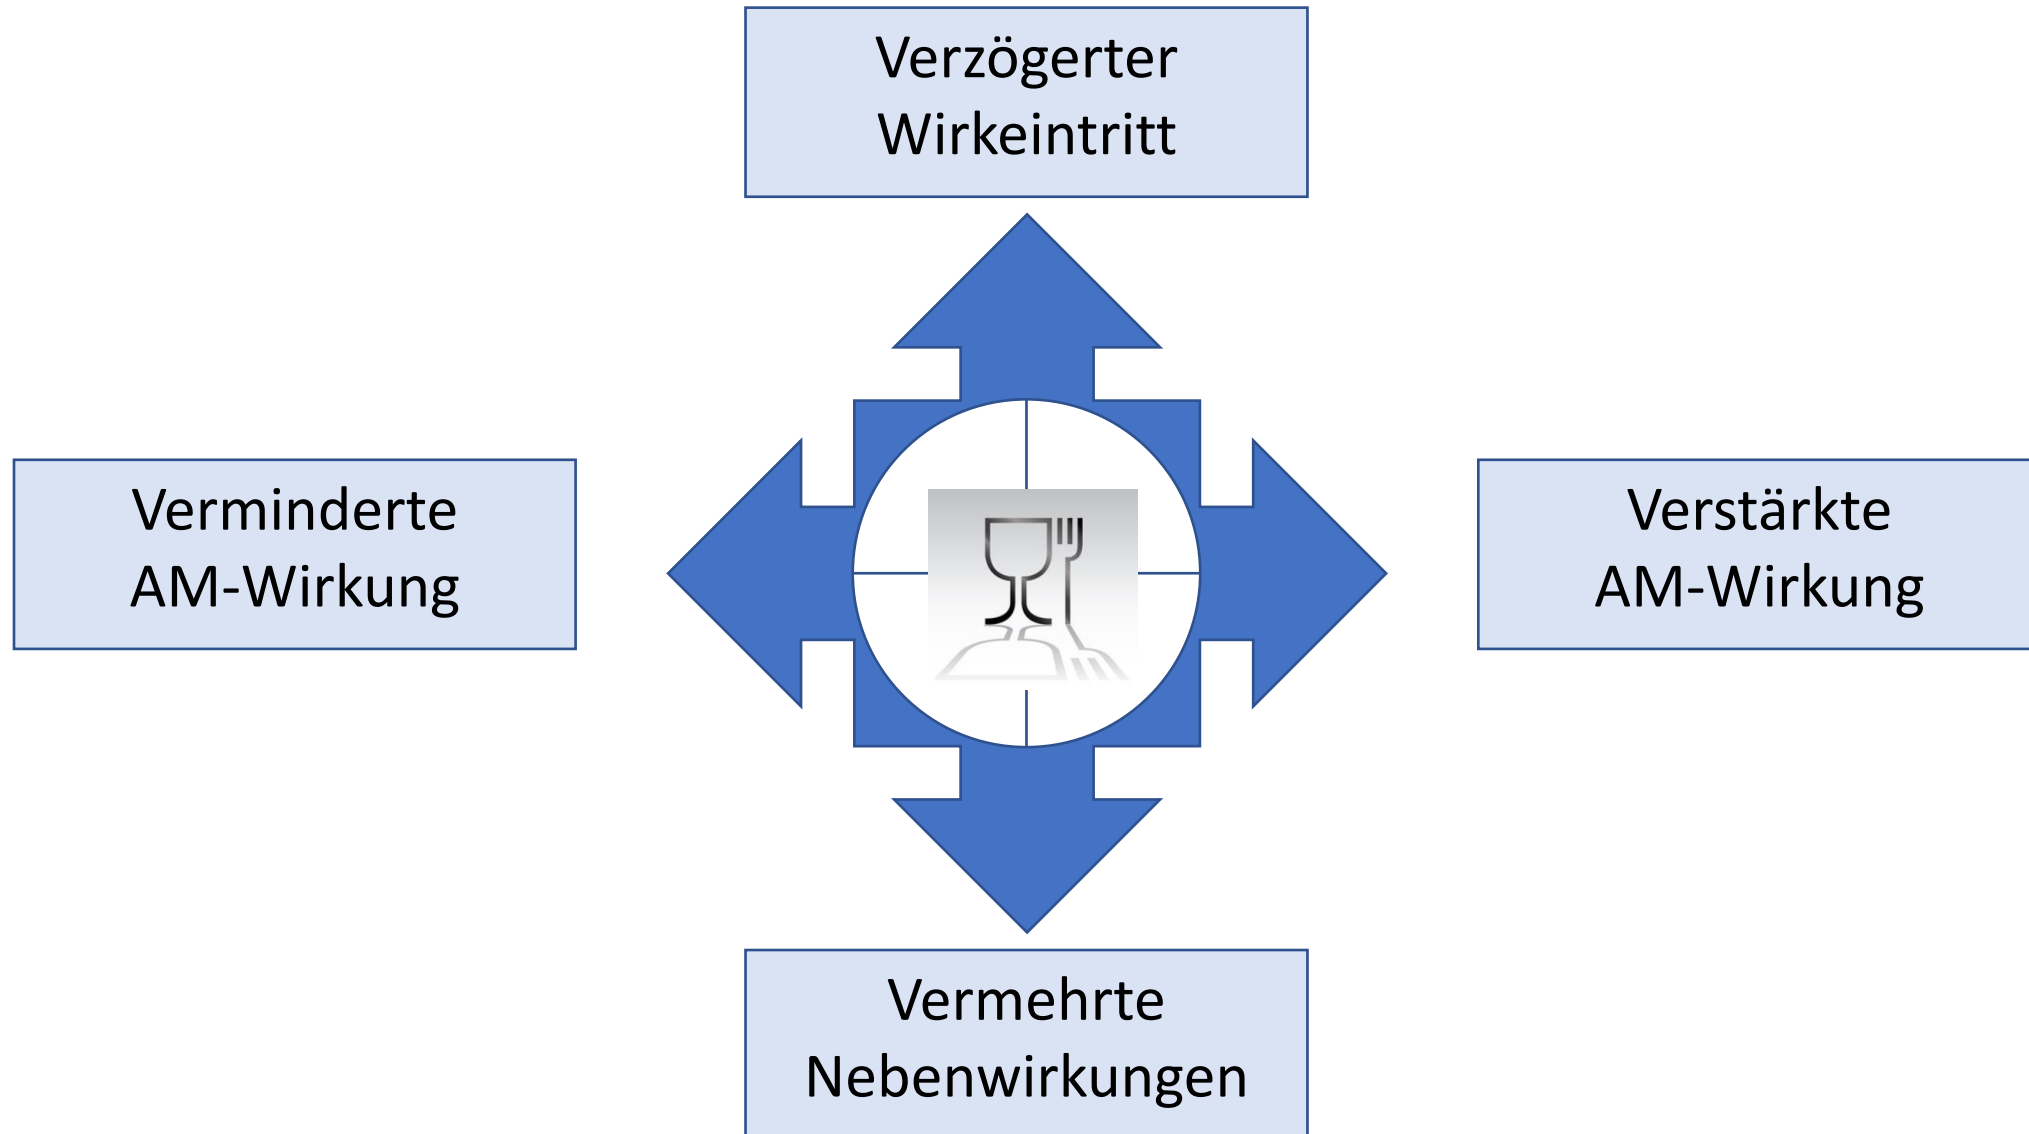 Verzögerter
Wirkeintritt
Verminderte
AM-Wirkung
Verstärkte
AM-Wirkung
Vermehrte
Nebenwirkungen